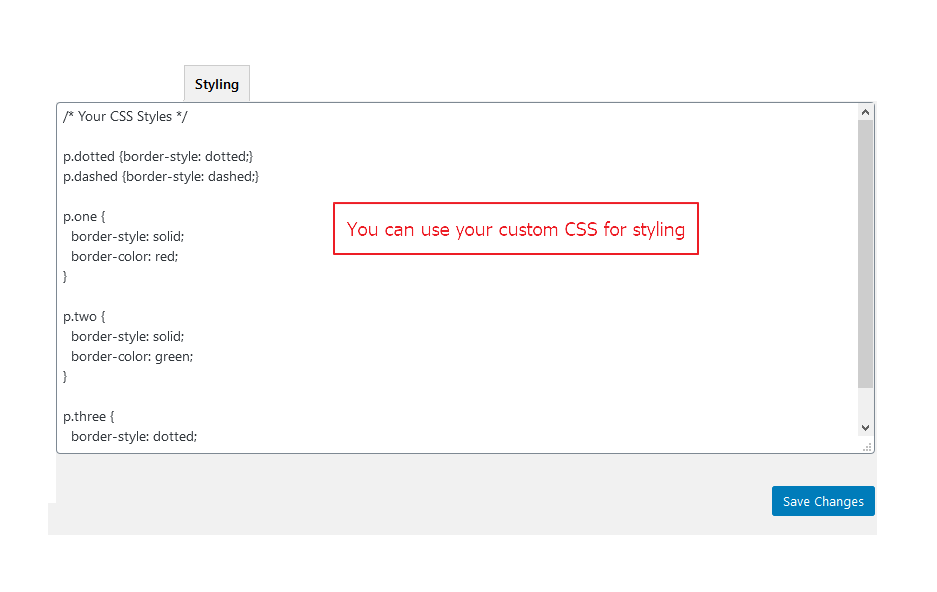 Styling
/* Your CSS Styles */
p.dotted {border-style: dotted;}
p.dashed {border-style: dashed;}
p.one {
border-style: solid;
border-color: red;
}
p.two {
border-style: solid;
border-color: green;
}
p.three {
border-style: dotted;
You can use your custom CSS for styling
Save Changes